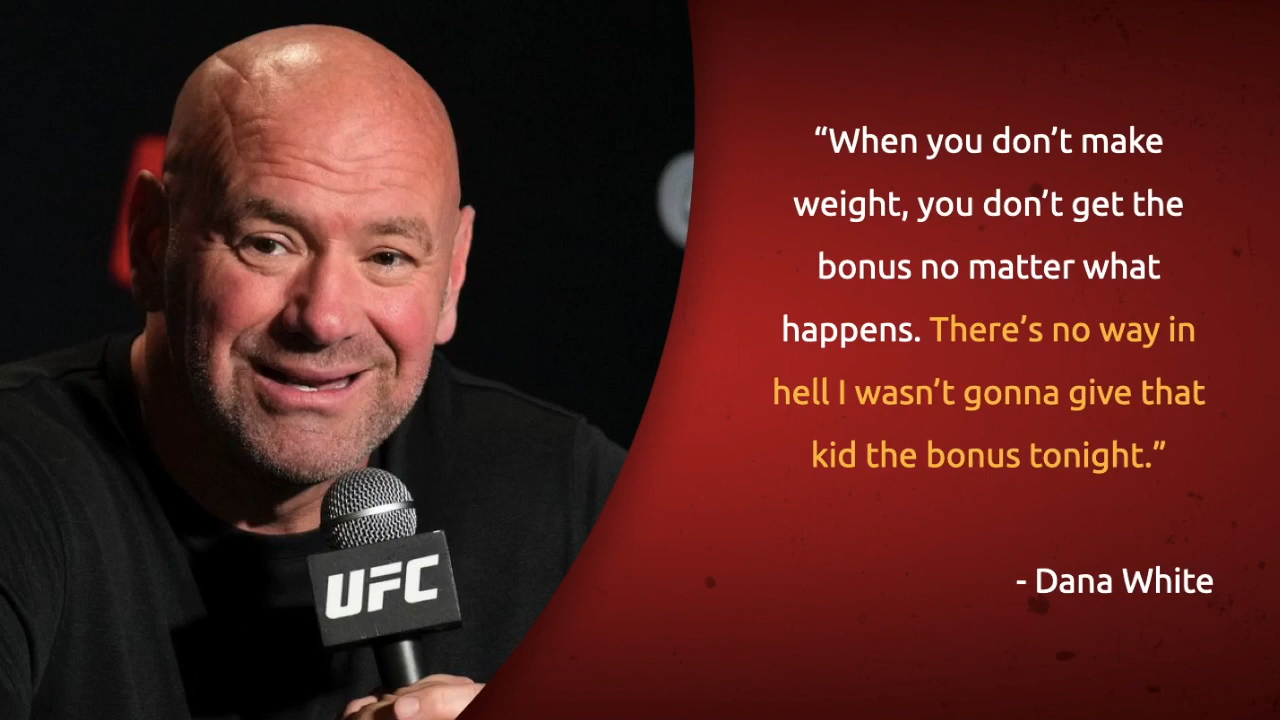 “When you don’t make
weight, you don’t get the
bonus no matter what
happens. There’s no way in
hell I wasn’t gonna give that
kid the bonus tonight.”
- Dana White
UFC